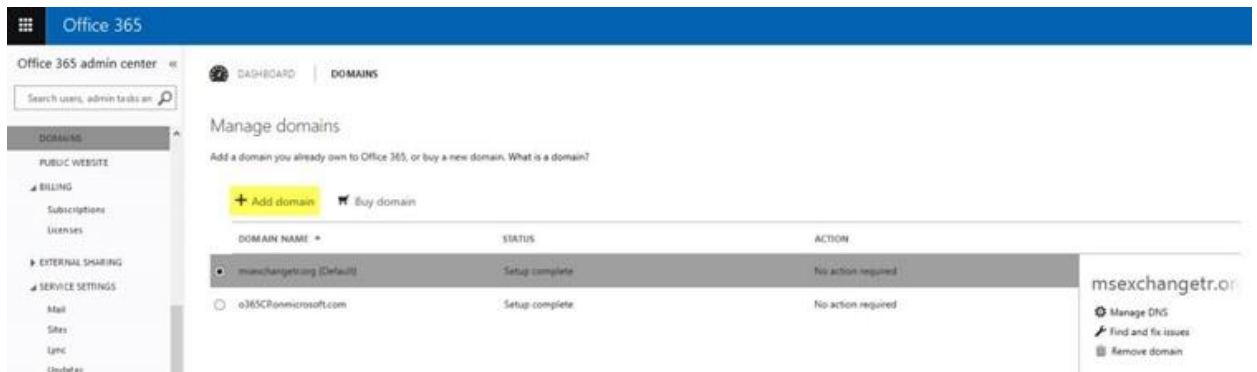 Office 365
Office 365 admin center «
Search users, admin tasks an
DOMAINS
PUBLIC WEBSITE
BILLING
Subscriptions
Licenses
EXTERNAL SHARING
SERVICE SETTINGS
Mail
Sites
Lync
Updates
DASHBOARD | DOMAINS
Manage domains
Add a domain you already own to Office 365, or buy a new domain. What is a domain?
+ Add domain Buy domain
DOMAIN NAME STATUS ACTION
msexchangetr.org (Default) Setup complete No action required
o365CP.onmicrosoft.com Setup complete No action required
msexchangetr.or
Manage DNS
Find and fix issues
Remove domain